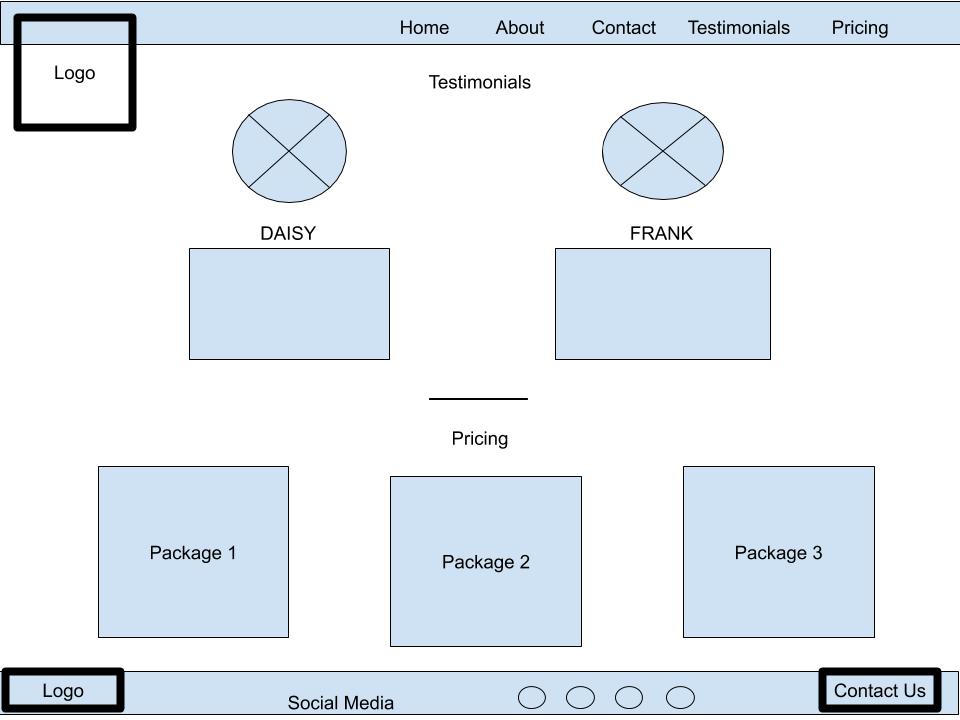 Home About Contact Testimonials Pricing
Logo
Testimonials
DAISY FRANK
Pricing
Package 1 Package 2 Package 3
Logo Social Media Contact Us